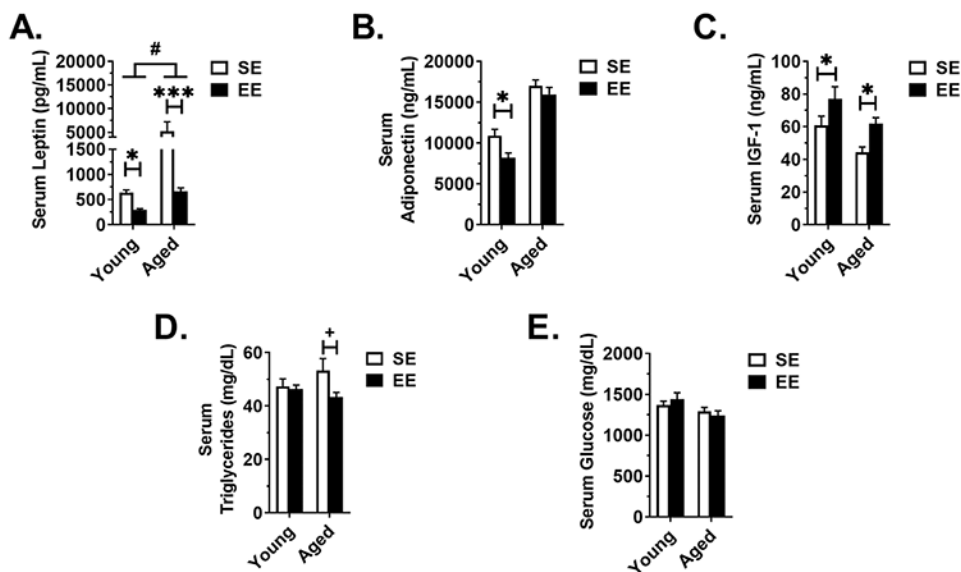 A.
#
SE
EE
***
*
Serum Leptin (pg/mL)
20000
17500
15000
12500
10000
7500
5000
1500
1000
500
0
Young
Aged
B.
SE
EE
*
Serum
Adiponectin (ng/mL)
20000
15000
10000
5000
0
Young
Aged
C.
SE
EE
*
*
Serum IGF-1 (ng/mL)
100
80
60
40
20
0
Young
Aged
D.
SE
EE
+
Serum
Triglycerides (mg/dL)
60
40
20
0
Young
Aged
E.
SE
EE
Serum Glucose (mg/dL)
2000
1500
1000
500
0
Young
Aged